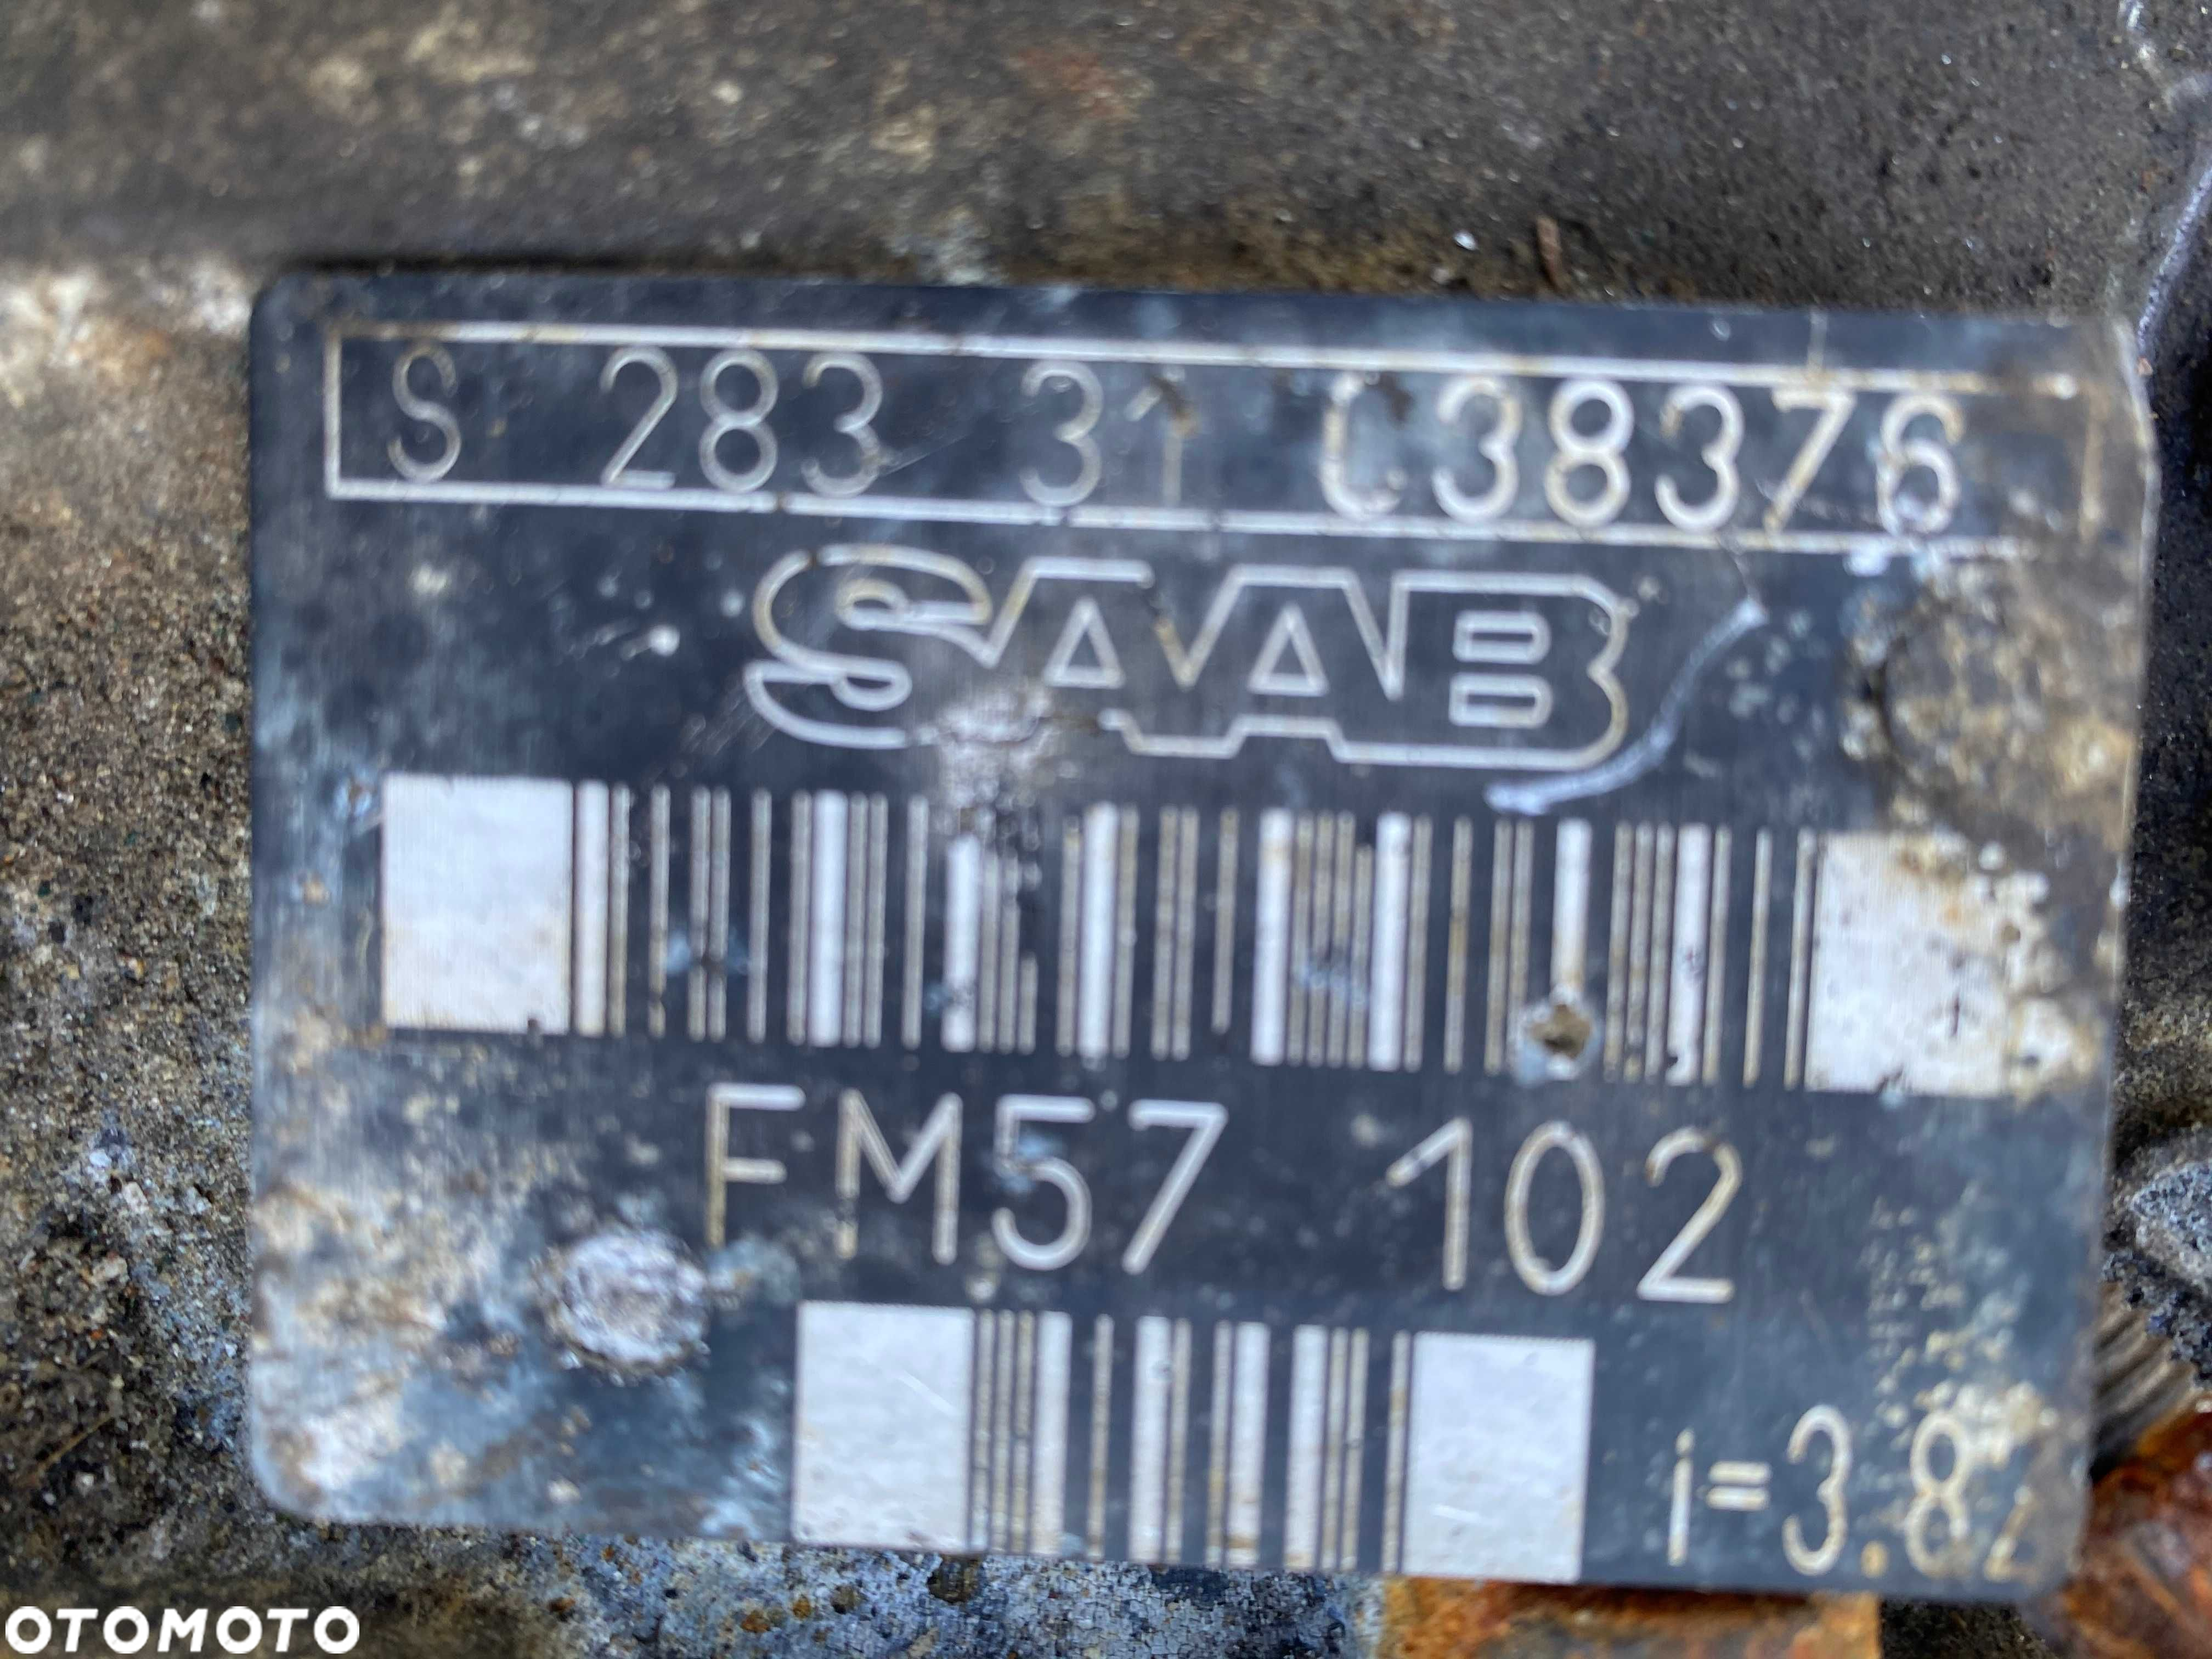 S 283 31 C38376
SAAB
FM57 102
i=3.82
OTOMOTO